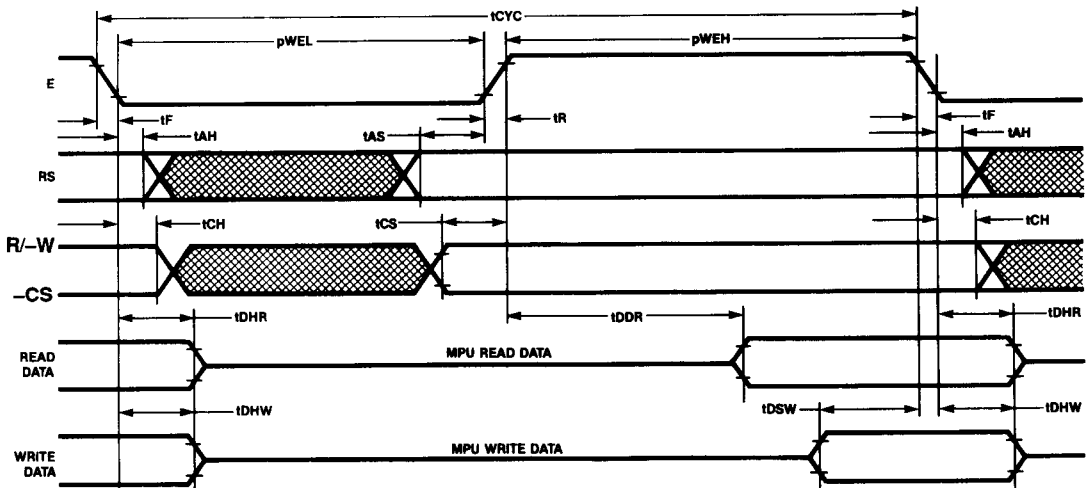 tCYC
pWEL
pWEH
E
tF
tR
tF
tAH
tAS
tAH
RS
tCH
tCS
tCH
R/–W
–CS
tDHR
tDDR
tDHR
READ
DATA
MPU READ DATA
tDHW
tDSW
tDHW
WRITE
DATA
MPU WRITE DATA